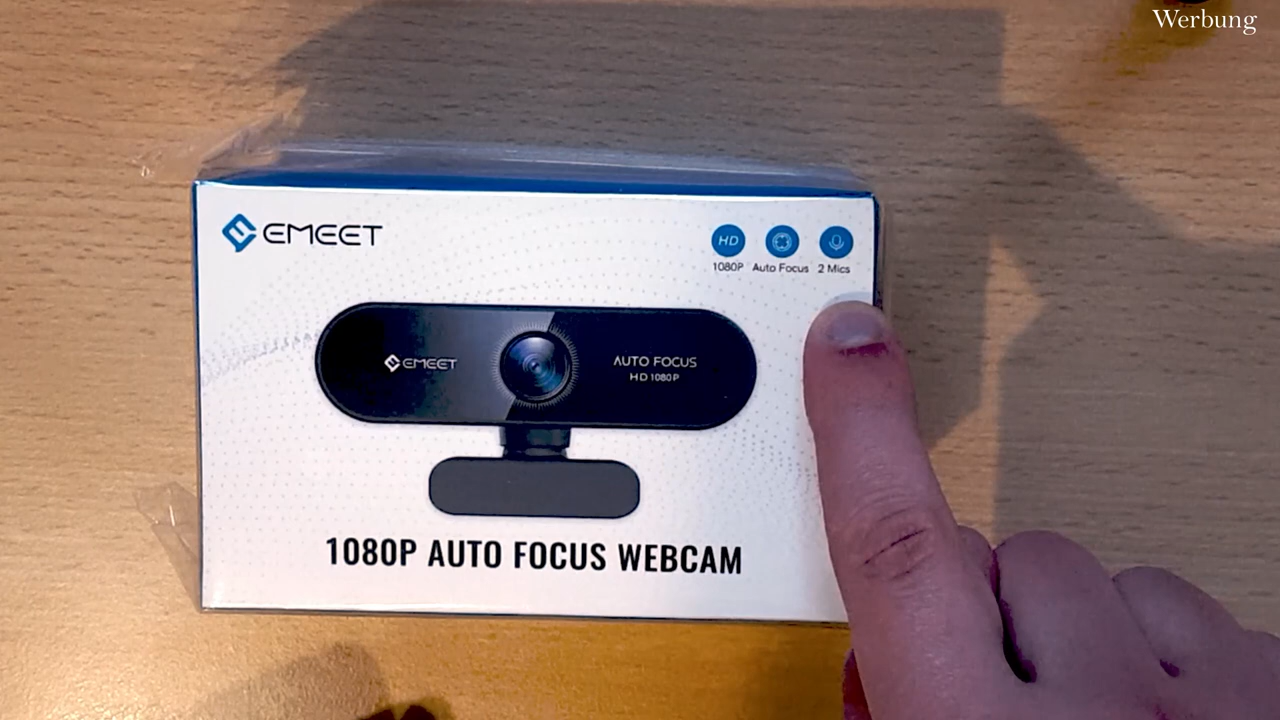 Werbung
EMEET
HD
1080P Auto Focus 2 Mics
EMEET
AUTO FOCUS
HD 1080P
1080P AUTO FOCUS WEBCAM